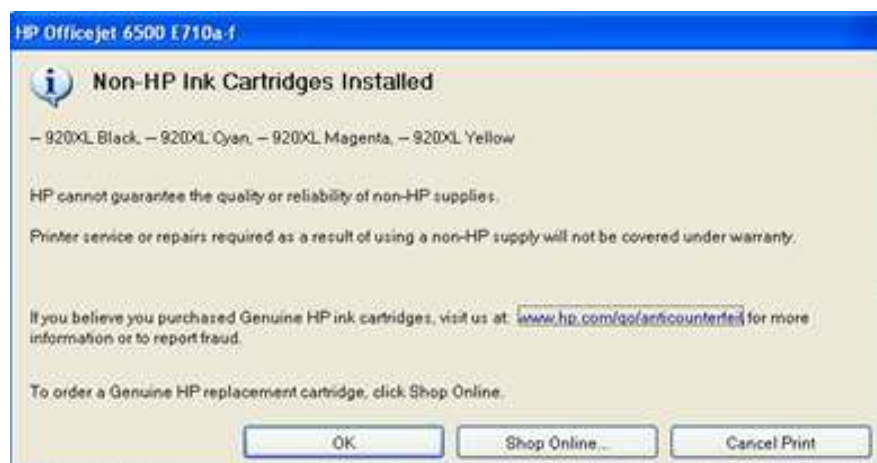 HP Officejet 6500 E710a-f
Non-HP Ink Cartridges Installed
– 920XL Black, – 920XL Cyan, – 920XL Magenta, – 920XL Yellow
HP cannot guarantee the quality or reliability of non-HP supplies.
Printer service or repairs required as a result of using a non-HP supply will not be covered under warranty.
If you believe you purchased Genuine HP ink cartridges, visit us at: www.hp.com/go/anticounterfeit for more
information or to report fraud.
To order a Genuine HP replacement cartridge, click Shop Online.
OK Shop Online... Cancel Print